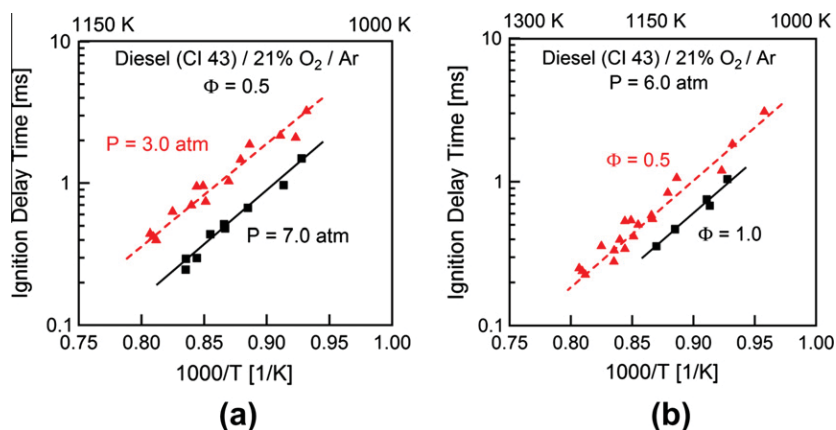 1150 K 1000 K
Diesel (CI 43) / 21% O₂ / Ar
Φ = 0.5
P = 3.0 atm
P = 7.0 atm
Ignition Delay Time [ms]
10
1
0.1
0.75 0.80 0.85 0.90 0.95 1.00
1000/T [1/K]
(a)
1300 K 1150 K 1000 K
Diesel (CI 43) / 21% O₂ / Ar
P = 6.0 atm
Φ = 0.5
Φ = 1.0
Ignition Delay Time [ms]
10
1
0.1
0.75 0.80 0.85 0.90 0.95 1.00
1000/T [1/K]
(b)